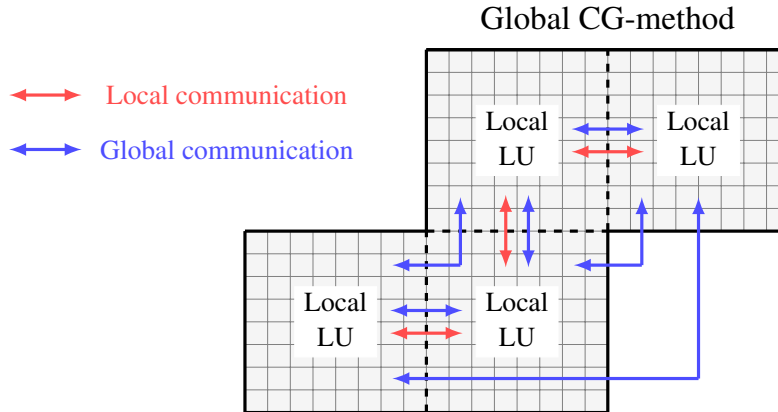 Global CG-method
Local communication
Global communication
Local
LU
Local
LU
Local
LU
Local
LU